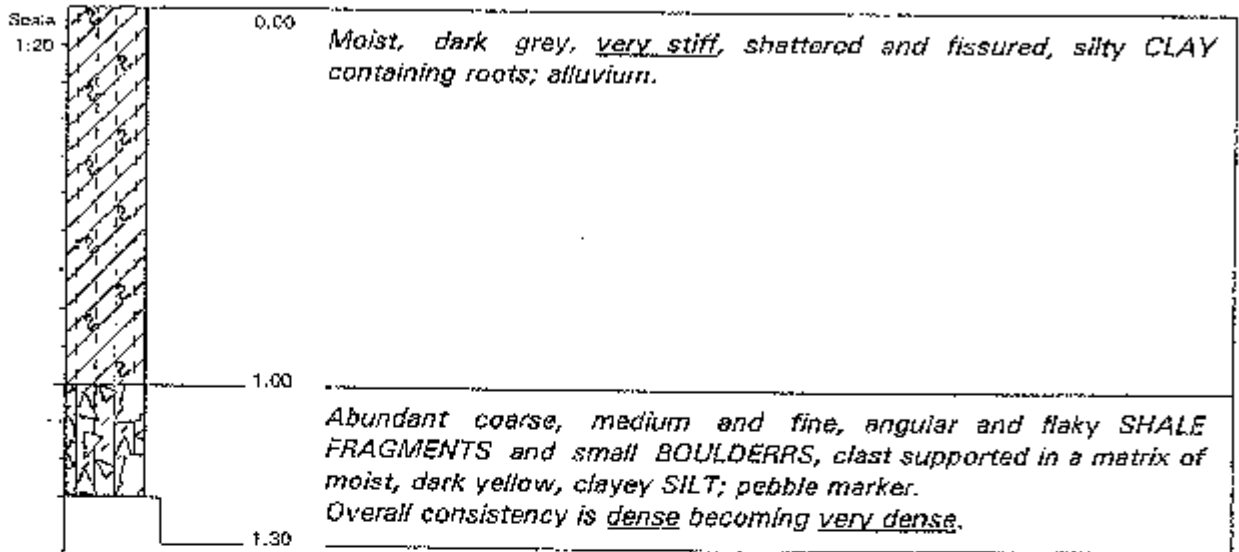 Scale
1:20
0.00
Moist, dark grey, very stiff, shattered and fissured, silty CLAY
containing roots; alluvium.
1.00
Abundant coarse, medium and fine, angular and flaky SHALE
FRAGMENTS and small BOULDERRS, clast supported in a matrix of
moist, dark yellow, clayey SILT; pebble marker.
Overall consistency is dense becoming very dense.
1.30